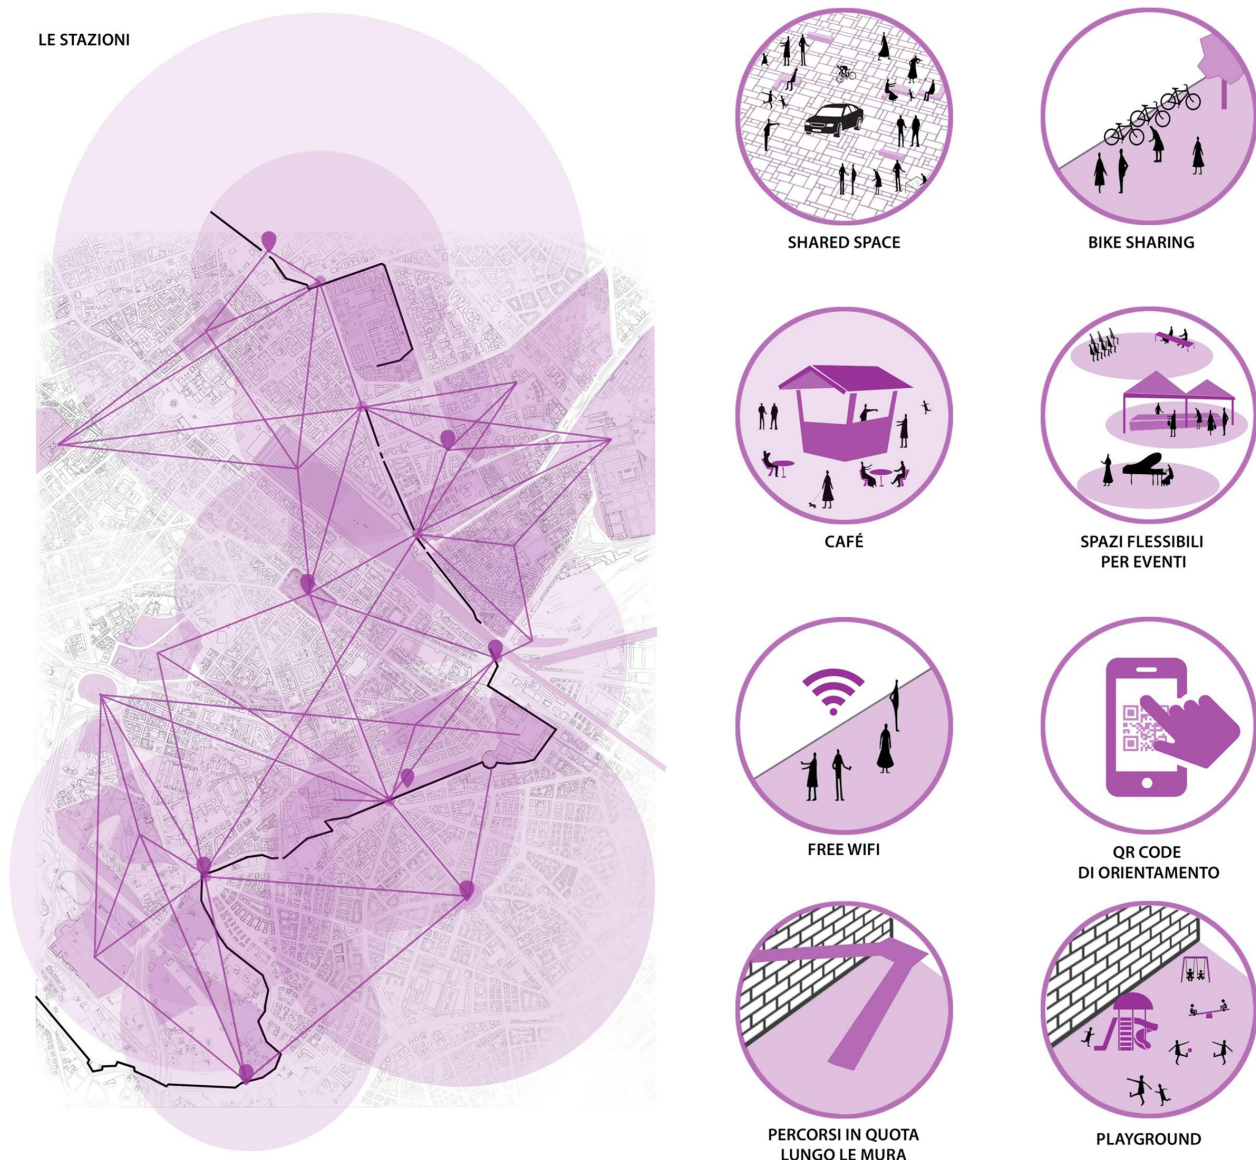 LE STAZIONI
SHARED SPACE
BIKE SHARING
CAFÉ
SPAZI FLESSIBILI
PER EVENTI
FREE WIFI
QR CODE
DI ORIENTAMENTO
PERCORSI IN QUOTA
LUNGO LE MURA
PLAYGROUND